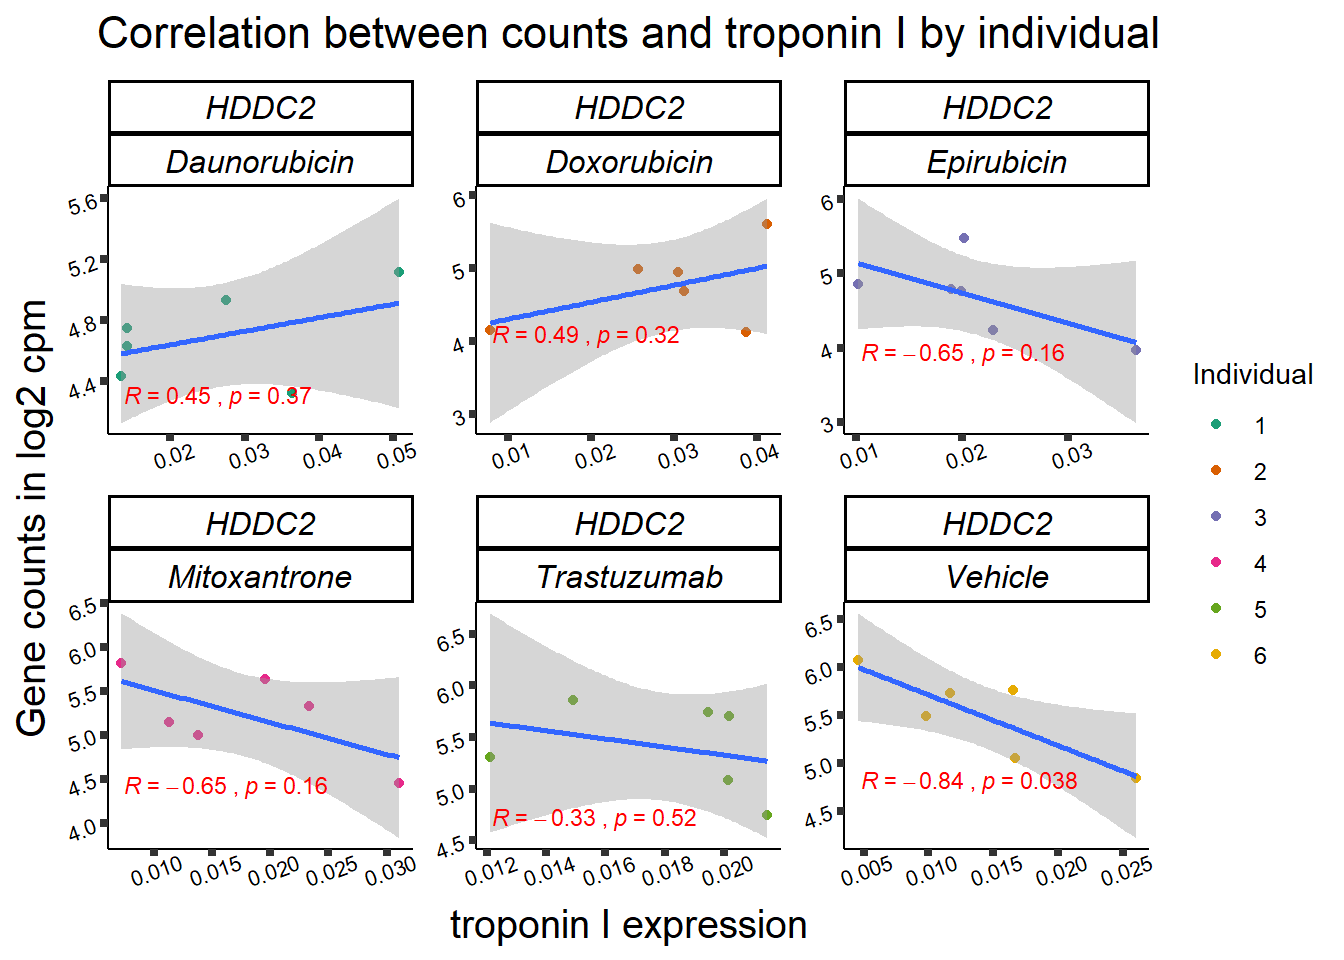 Correlation between counts and troponin I by individual
HDDC2
HDDC2
HDDC2
Daunorubicin
Doxorubicin
Epirubicin
5.6
5.2
4.8
4.4
R = 0.45 , p = 0.37
0.02
0.03
0.04
0.05
6
5
4
3
R = 0.49 , p = 0.32
0.01
0.02
0.03
0.04
6
5
4
3
R = −0.65 , p = 0.16
0.01
0.02
0.03
HDDC2
HDDC2
HDDC2
Mitoxantrone
Trastuzumab
Vehicle
6.5
6.0
5.5
5.0
4.5
4.0
R = −0.65 , p = 0.16
0.010
0.015
0.020
0.025
0.030
6.5
6.0
5.5
5.0
4.5
R = −0.33 , p = 0.52
0.012
0.014
0.016
0.018
0.020
6.5
6.0
5.5
5.0
4.5
R = −0.84 , p = 0.038
0.005
0.010
0.015
0.020
0.025
Gene counts in log2 cpm
troponin I expression
Individual
1
2
3
4
5
6